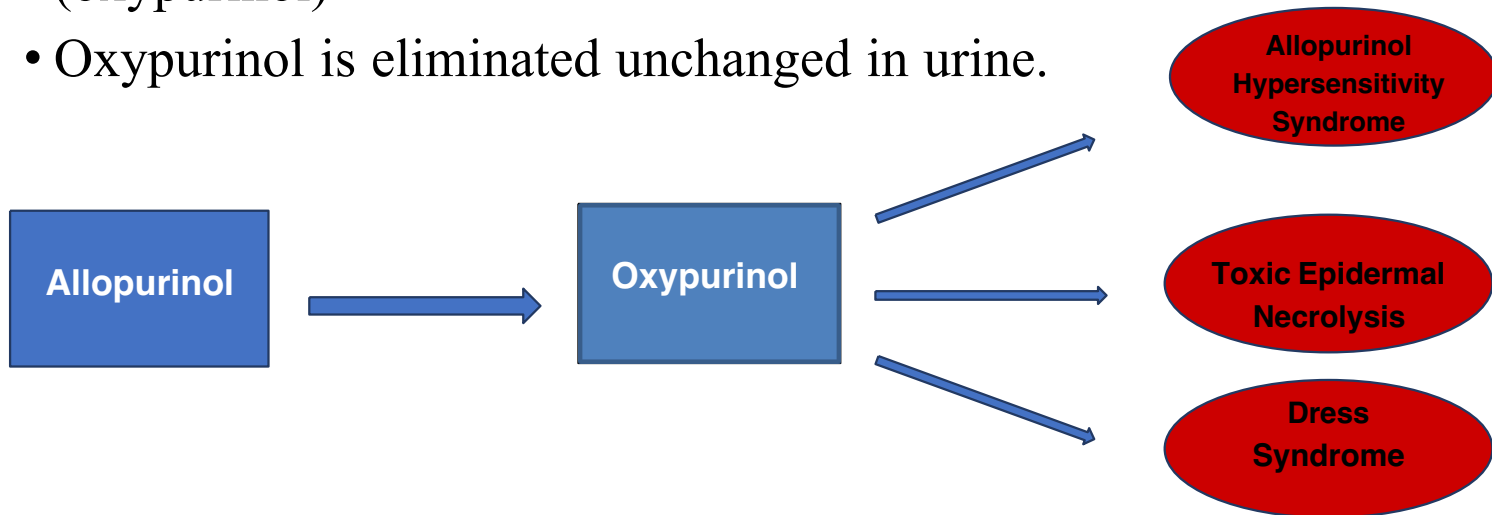 • Oxypurinol is eliminated unchanged in urine.
Allopurinol
Hypersensitivity
Syndrome
Allopurinol
Oxypurinol
Toxic Epidermal
Necrolysis
Dress
Syndrome